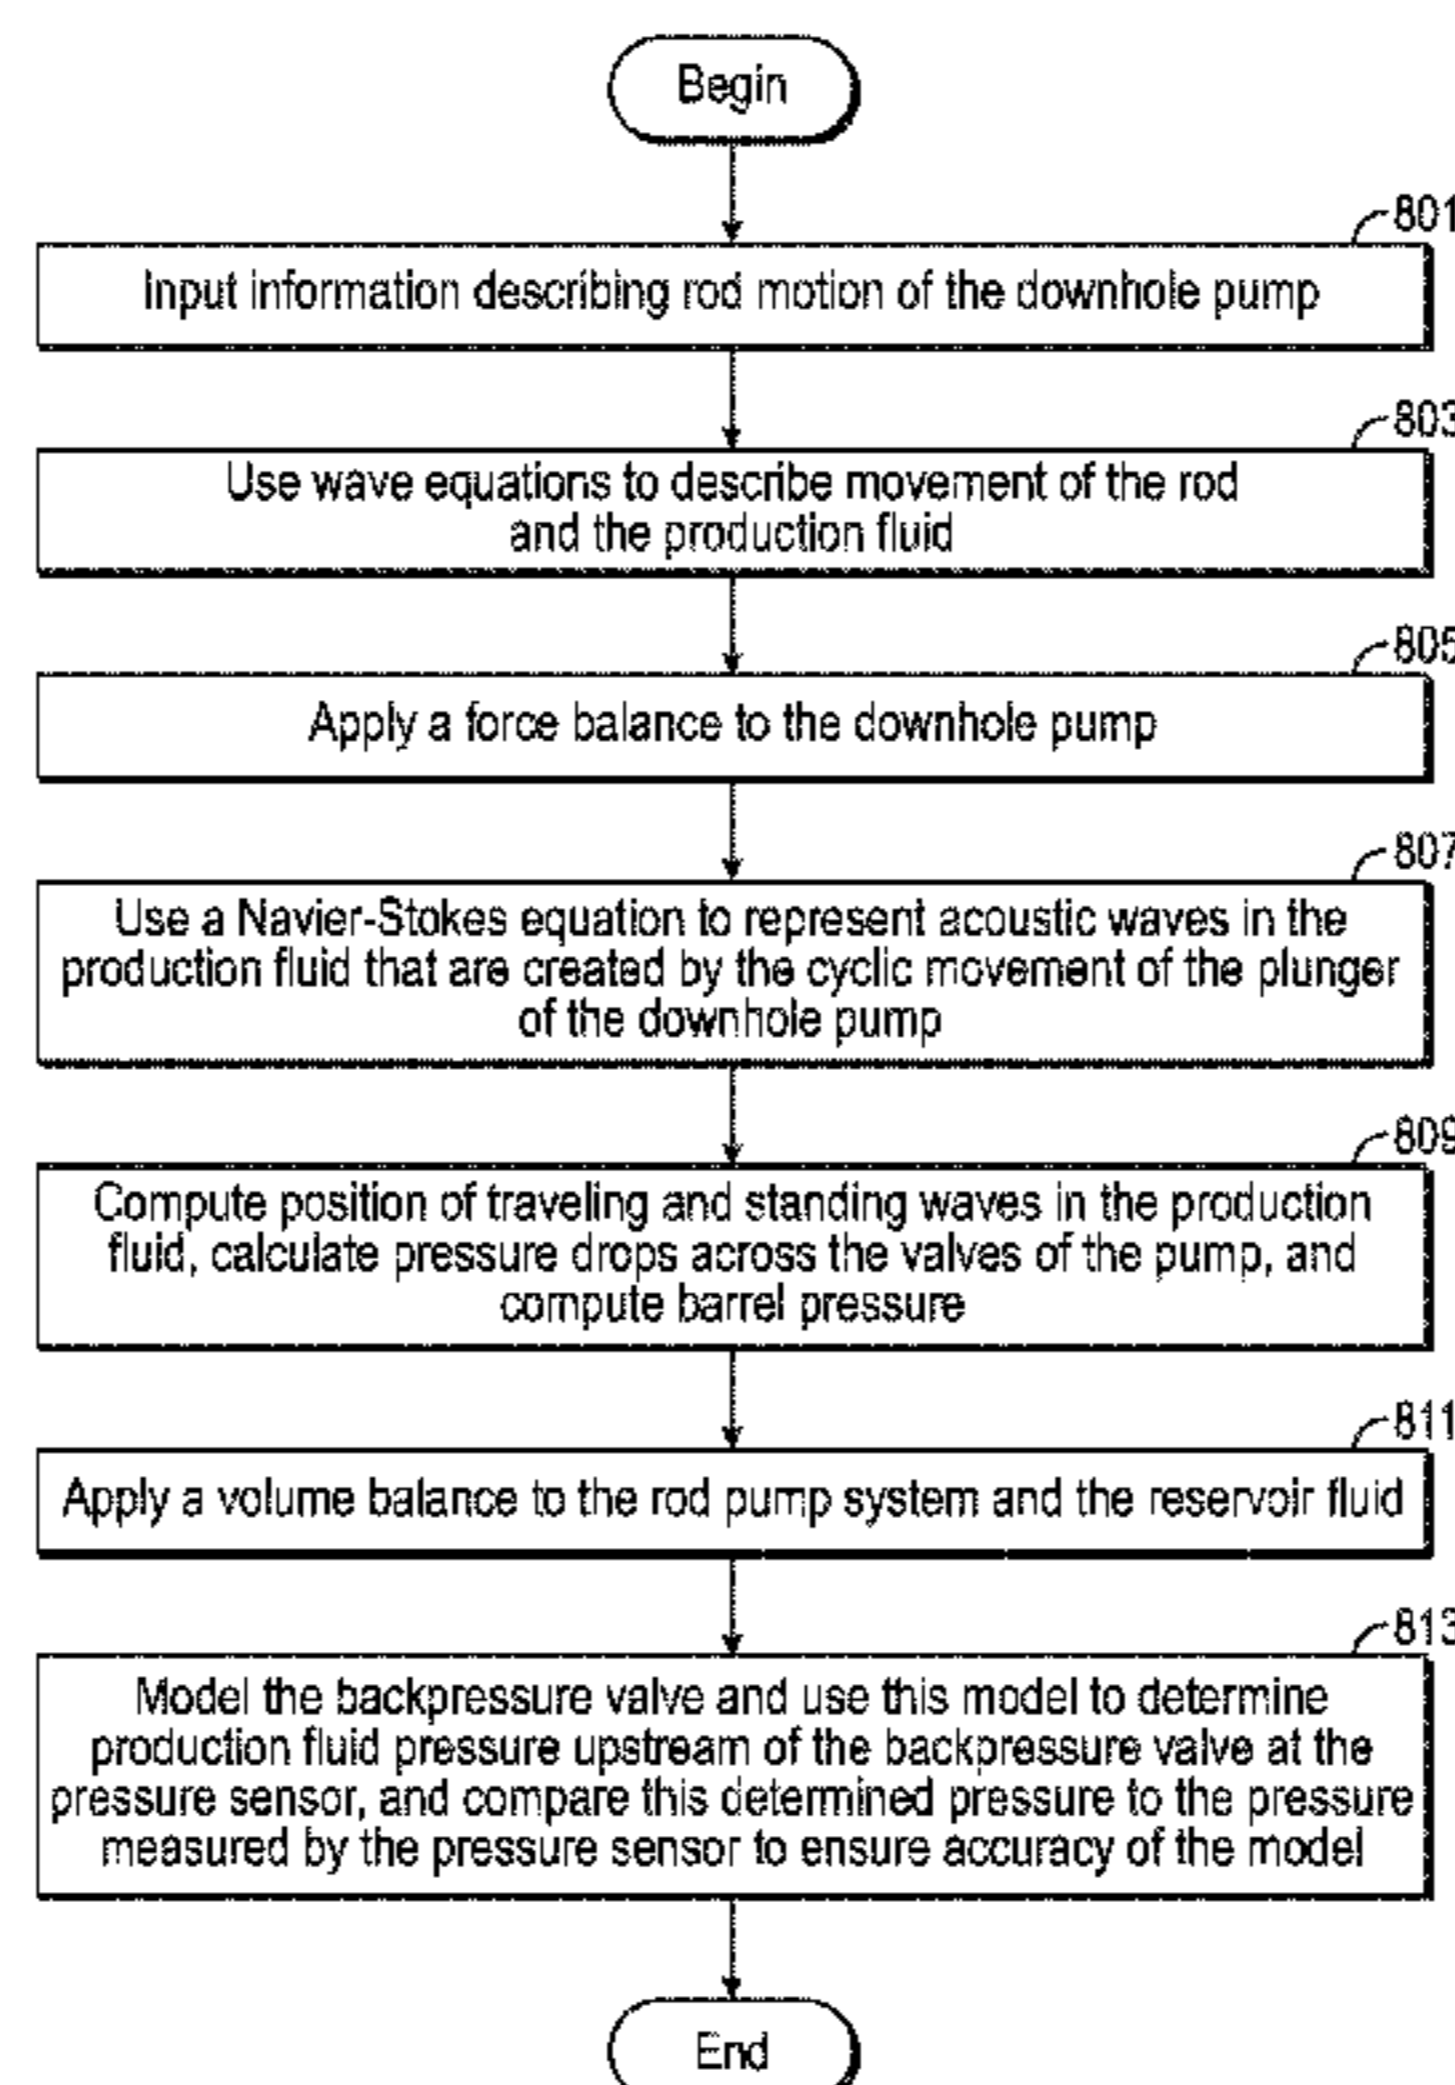 Begin
801
Input information describing rod motion of the downhole pump
803
Use wave equations to describe movement of the rod
and the production fluid
805
Apply a force balance to the downhole pump
807
Use a Navier-Stokes equation to represent acoustic waves in the
production fluid that are created by the cyclic movement of the plunger
of the downhole pump
809
Compute position of traveling and standing waves in the production
fluid, calculate pressure drops across the valves of the pump, and
compute barrel pressure
811
Apply a volume balance to the rod pump system and the reservoir fluid
813
Model the backpressure valve and use this model to determine
production fluid pressure upstream of the backpressure valve at the
pressure sensor, and compare this determined pressure to the pressure
measured by the pressure sensor to ensure accuracy of the model
End